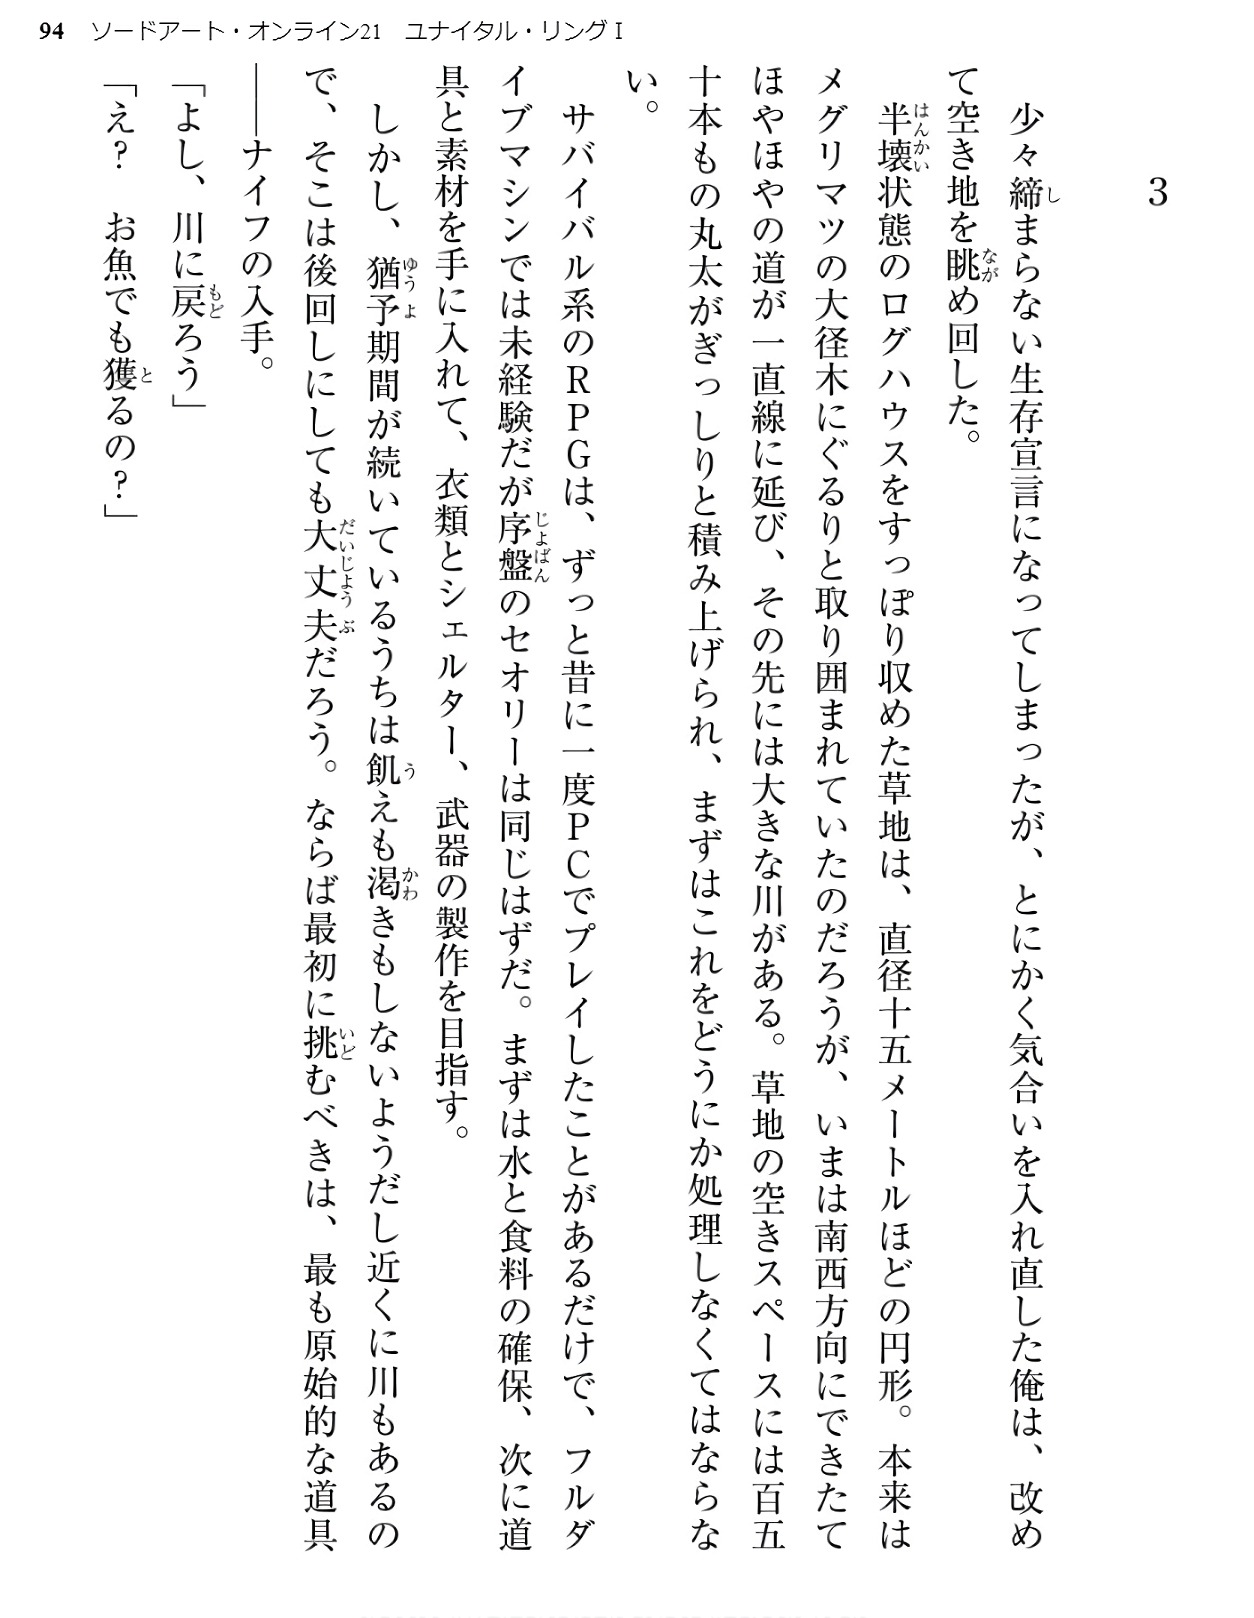 94 ソードアート・オンライン21 ユナイタル・リングⅠ
3
少々締まらない生存宣言になってしまったが、とにかく気合いを入れ直した俺は、改め
て空き地を眺め回した。
半壊状態のログハウスをすっぽり収めた草地は、直径十五メートルほどの円形。本来は
メグリマツの大径木にぐるりと取り囲まれていたのだろうが、いまは南西方向にできたて
ほやほやの道が一直線に延び、その先には大きな川がある。草地の空きスペースには百五
十本もの丸太がぎっしりと積み上げられ、まずはこれをどうにか処理しなくてはならな
い。
サバイバル系のＲＰＧは、ずっと昔に一度ＰＣでプレイしたことがあるだけで、フルダ
イブマシンでは未経験だが序盤のセオリーは同じはずだ。まずは水と食料の確保、次に道
具と素材を手に入れて、衣類とシェルター、武器の製作を目指す。
しかし、猶予期間が続いているうちは飢えも渇きもしないようだし近くに川もあるの
で、そこは後回しにしても大丈夫だろう。ならば最初に挑むべきは、最も原始的な道具
――ナイフの入手。
「よし、川に戻ろう」
「え？　お魚でも獲るの？」